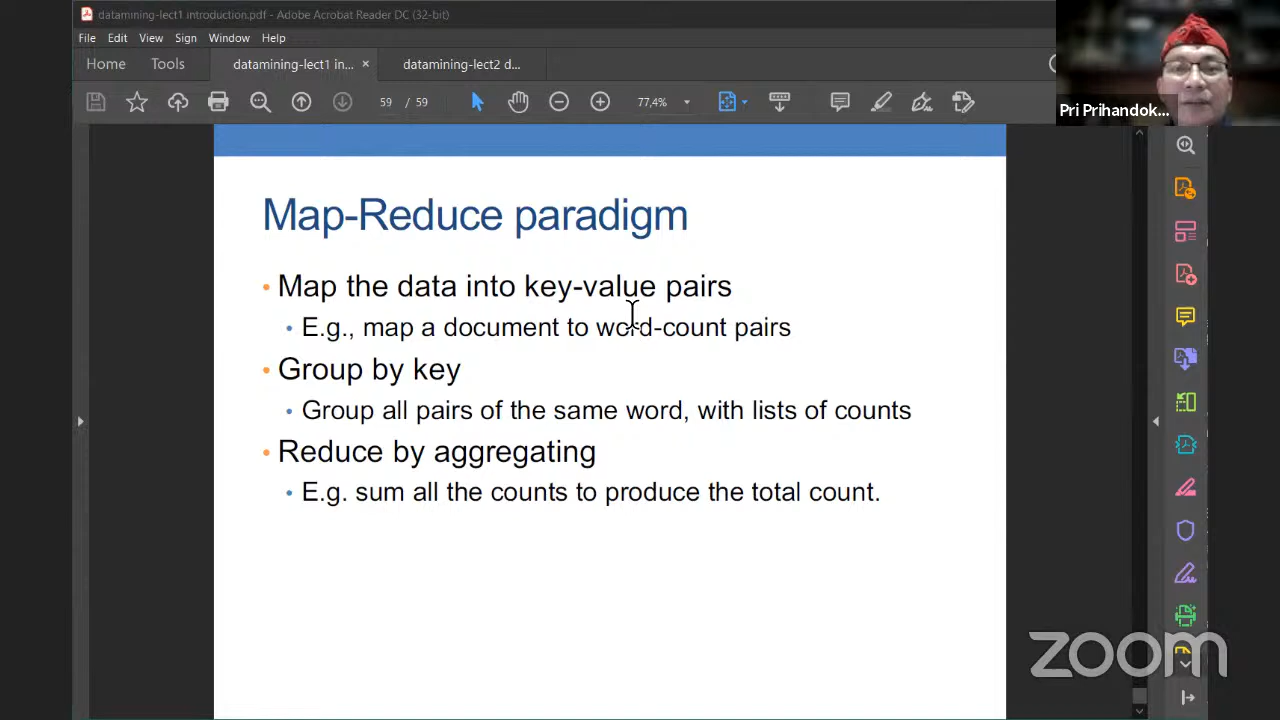 datamining-lect1 introduction.pdf - Adobe Acrobat Reader DC (32-bit)
File Edit View Sign Window Help
Home Tools datamining-lect1 in... × datamining-lect2 d...
59 / 59 77,4%
Pri Prihandok...
Map-Reduce paradigm
• Map the data into key-value pairs
• E.g., map a document to word-count pairs
• Group by key
• Group all pairs of the same word, with lists of counts
• Reduce by aggregating
• E.g. sum all the counts to produce the total count.
zoom